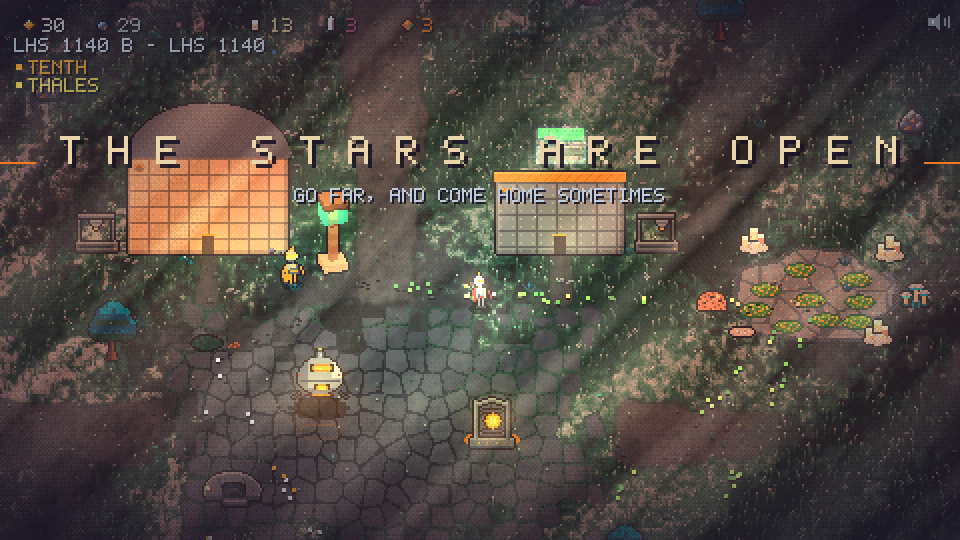 30 29 0 13 3 3
LHS 1140 B - LHS 1140
TENTH
THALES
THE STARS ARE OPEN
GO FAR, AND COME HOME SOMETIMES